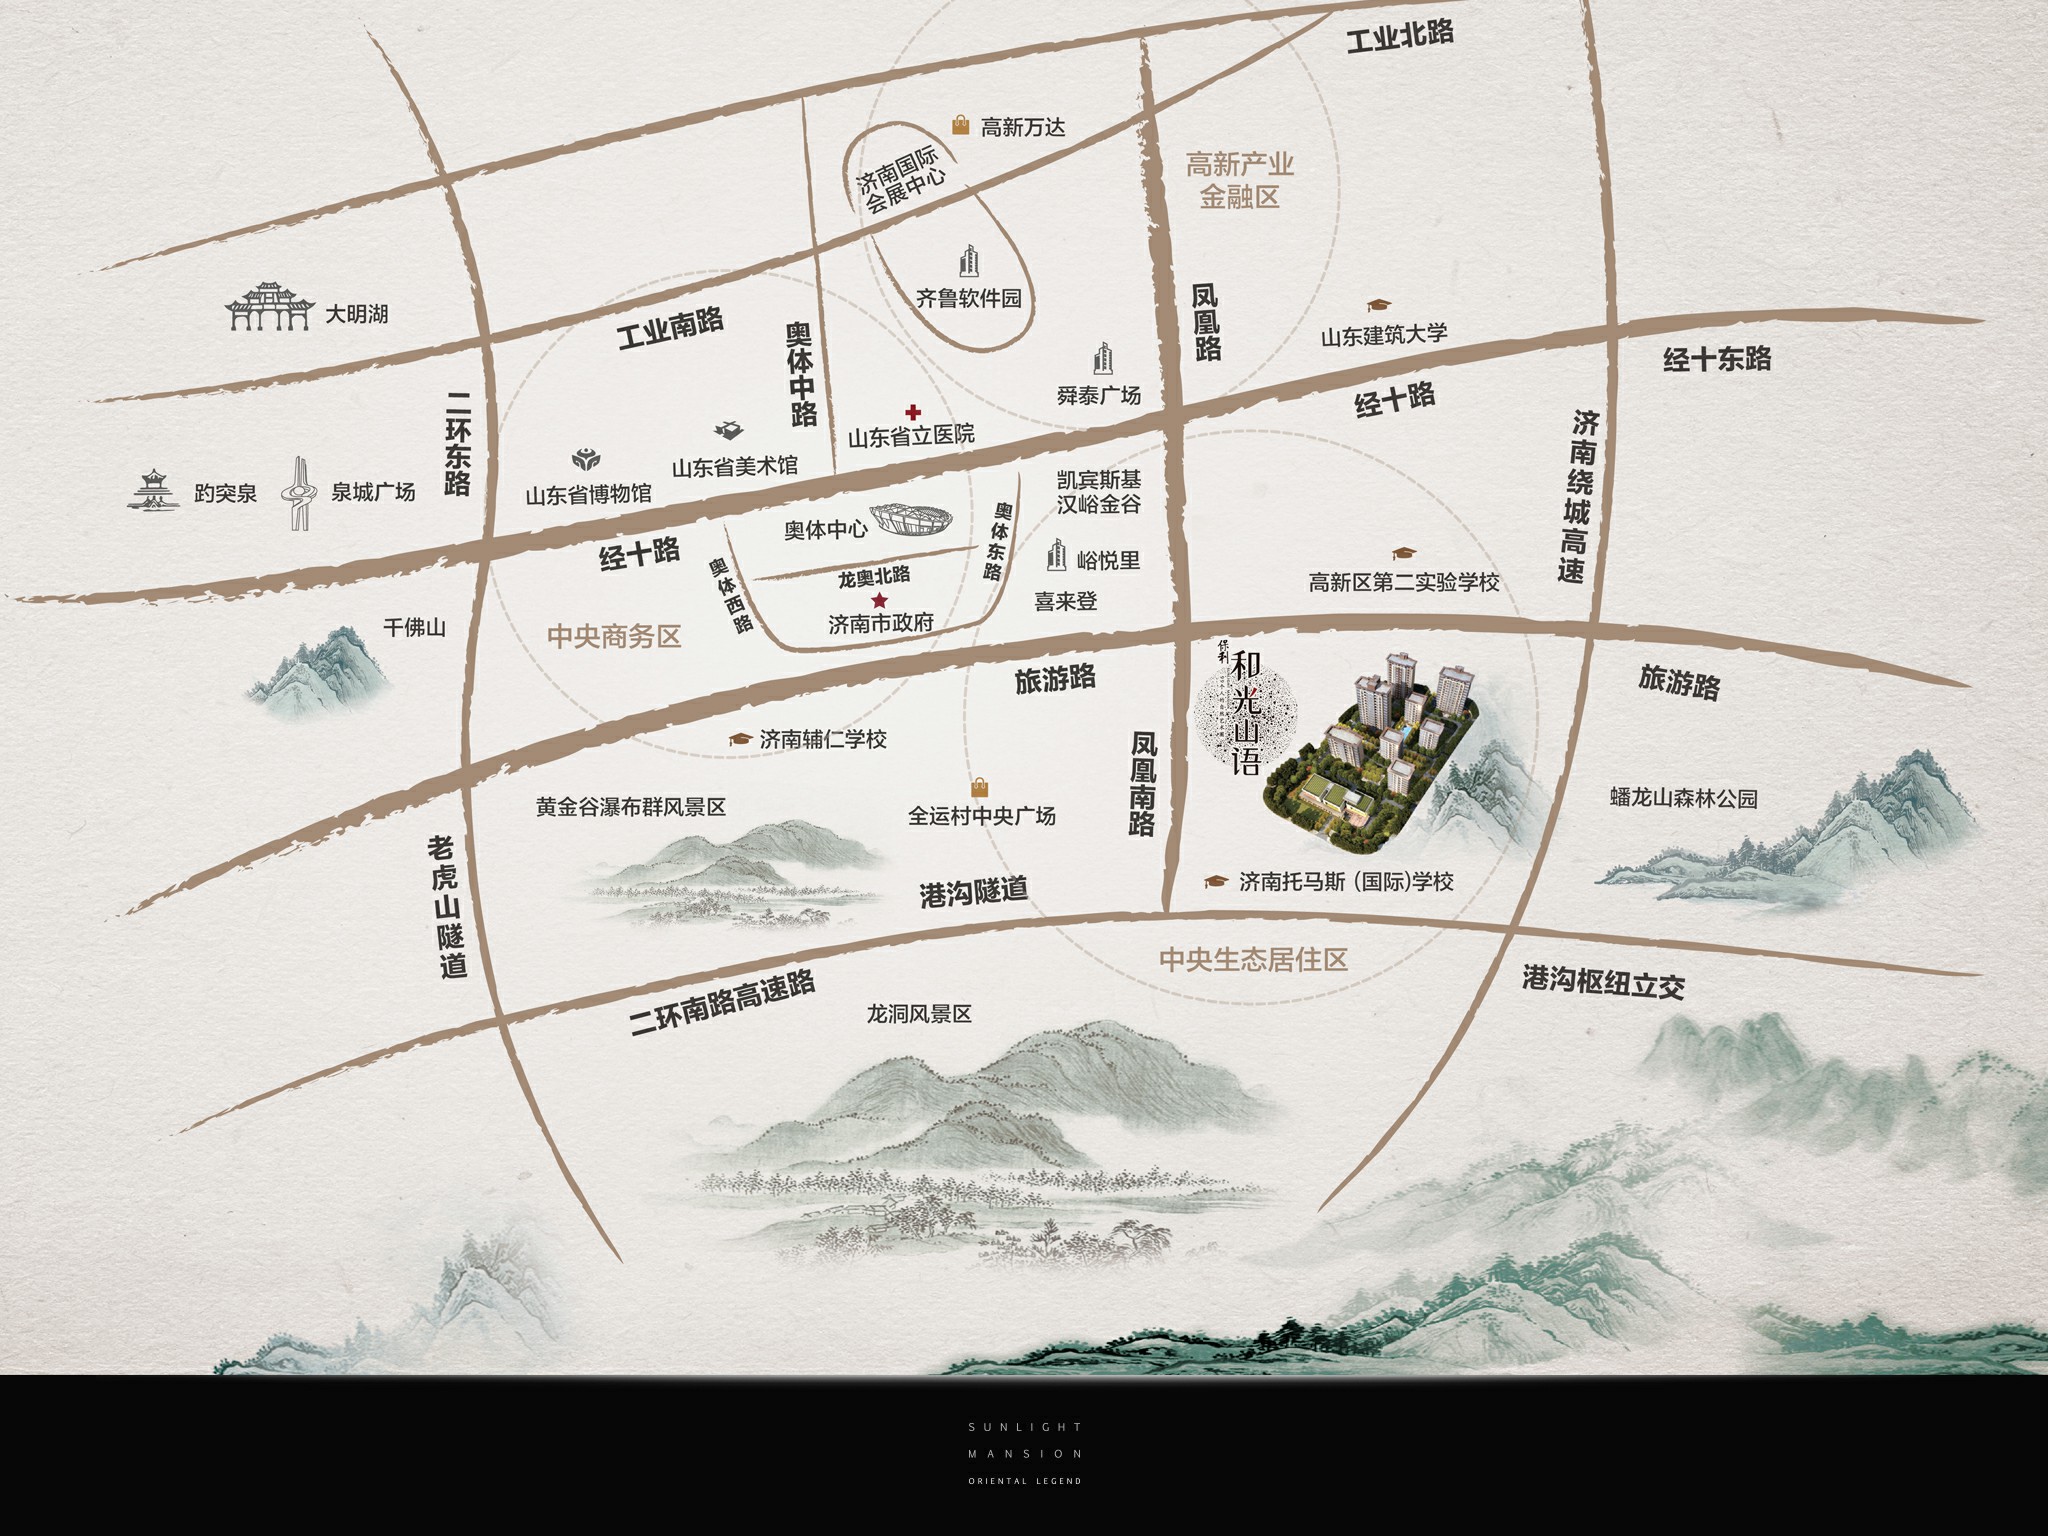 工业北路
高新万达
济南国际
会展中心
高新产业
金融区
齐鲁软件园
大明湖
工业南路
奥体中路
凤凰路
山东建筑大学
经十东路
舜泰广场
经十路
二环东路
山东省立医院
山东省美术馆
山东省博物馆
济南绕城高速
趵突泉
泉城广场
凯宾斯基
汉峪金谷
奥体中心
奥体东路
经十路
奥体西路
龙奥北路
峪悦里
高新区第二实验学校
喜来登
济南市政府
千佛山
中央商务区
保利
和光山语
旅游路
旅游路
济南辅仁学校
凤凰南路
黄金谷瀑布群风景区
全运村中央广场
蟠龙山森林公园
老虎山隧道
港沟隧道
济南托马斯(国际)学校
中央生态居住区
港沟枢纽立交
二环南路高速路
龙洞风景区
SUNLIGHT
MANSION
ORIENTAL LEGEND